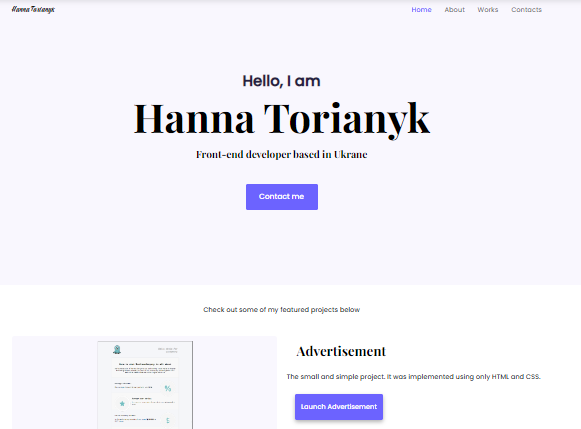 Hanna Torianyk
Home About Works Contacts
Hello, I am
Hanna Torianyk
Front-end developer based in Ukrane
Contact me
Check out some of my featured projects below
Advertisement
The small and simple project. It was implemented using only HTML and CSS.
Launch Advertisement